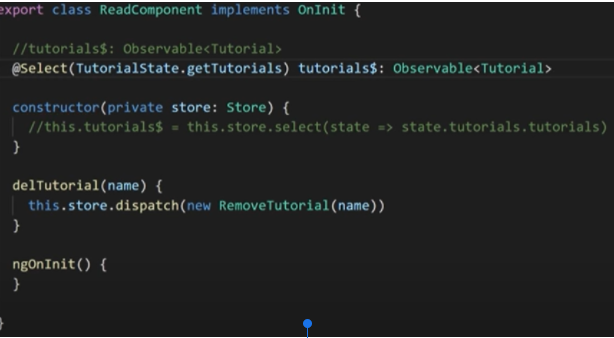 export class ReadComponent implements OnInit {
//tutorials$: Observable<Tutorial>
@Select(TutorialState.getTutorials) tutorials$: Observable<Tutorial>
constructor(private store: Store) {
//this.tutorials$ = this.store.select(state => state.tutorials.tutorials)
}
delTutorial(name) {
this.store.dispatch(new RemoveTutorial(name))
}
ngOnInit() {
}
}